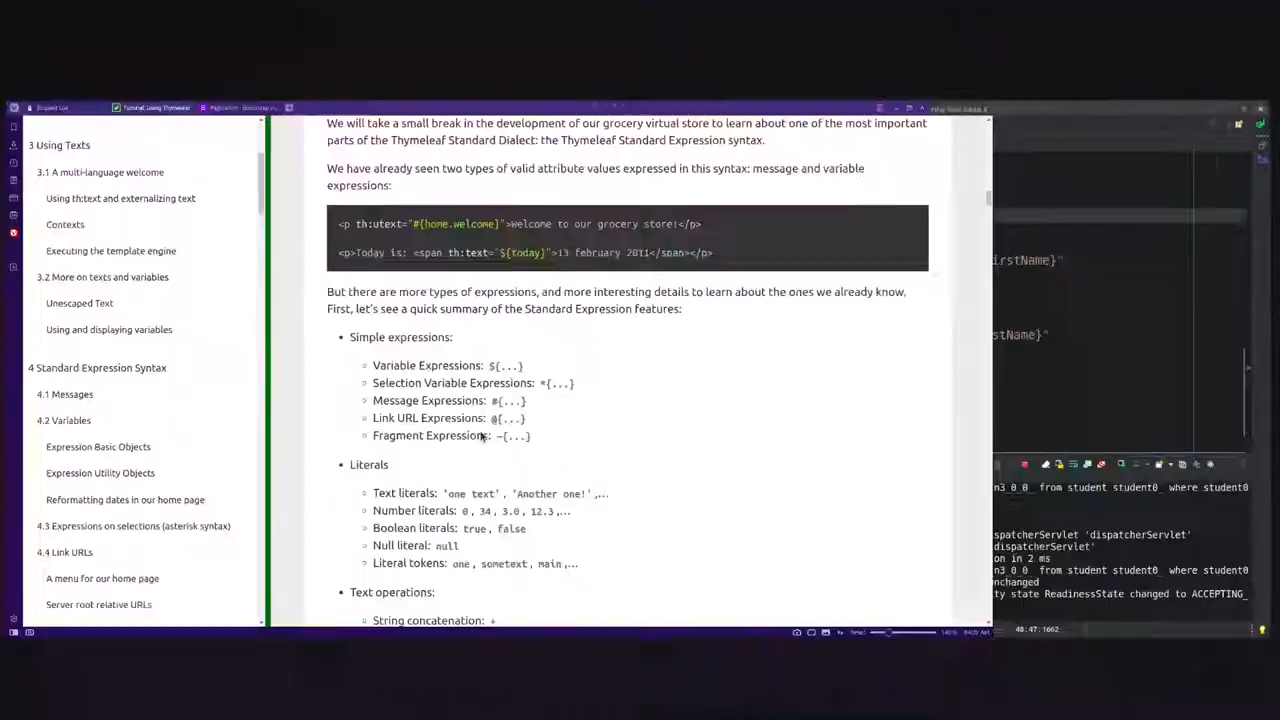 Student List
Tutorial: Using Thymeleaf
We will take a small break in the development of our grocery virtual store to learn about one of the most important
parts of the Thymeleaf Standard Dialect: the Thymeleaf Standard Expression syntax.
We have already seen two types of valid attribute values expressed in this syntax: message and variable
expressions:
<p th:utext="#{home.welcome}">Welcome to our grocery store!</p>
<p>Today is: <span th:text="${today}">13 february 2011</span></p>
But there are more types of expressions, and more interesting details to learn about the ones we already know.
First, let's see a quick summary of the Standard Expression features:
• Simple expressions:
◦ Variable Expressions: ${...}
◦ Selection Variable Expressions: *{...}
◦ Message Expressions: #{...}
◦ Link URL Expressions: @{...}
◦ Fragment Expressions: ~{...}
• Literals
◦ Text literals: 'one text', 'Another one!',...
◦ Number literals: 0, 34, 3.0, 12.3,...
◦ Boolean literals: true, false
◦ Null literal: null
◦ Literal tokens: one, sometext, main,...
• Text operations:
◦ String concatenation: +
3 Using Texts
3.1 A multi-language welcome
Using th:text and externalizing text
Contexts
Executing the template engine
3.2 More on texts and variables
Unescaped Text
Using and displaying variables
4 Standard Expression Syntax
4.1 Messages
4.2 Variables
Expression Basic Objects
Expression Utility Objects
Reformatting dates in our home page
4.3 Expressions on selections (asterisk syntax)
4.4 Link URLs
A menu for our home page
Server root relative URLs
irstName}"
stName}"
n3_0_0_ from student student0_ where student0
dispatcherServlet 'dispatcherServlet'
dispatcherServlet'
on in 2 ms
n3_0_0_ from student student0_ where student0
nchanged
ty state ReadinessState changed to ACCEPTING_
48:47:1662